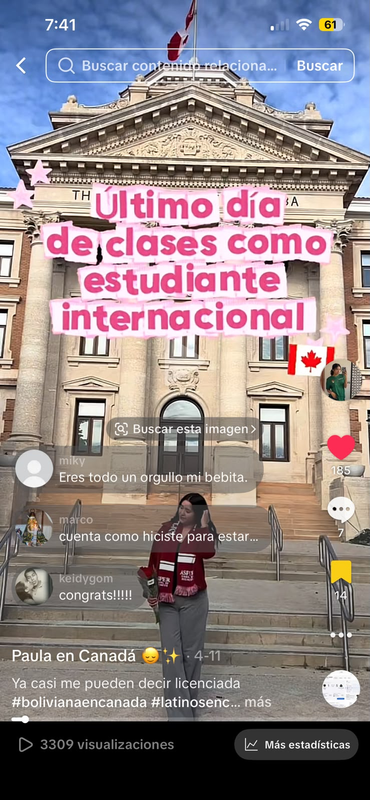 7:41
61
Buscar contenido relaciona...
Buscar
TH
BA
Último día
de clases como
estudiante
internacional
Buscar esta imagen
miky
Eres todo un orgullo mi bebita.
185
marco
cuenta como hiciste para estar...
7
keidygom
congrats!!!!!
14
Paula en Canadá 😌✨ · 4-11
Ya casi me pueden decir licenciada
#bolivianaencanada #latinosenc... más
3309 visualizaciones
Más estadísticas